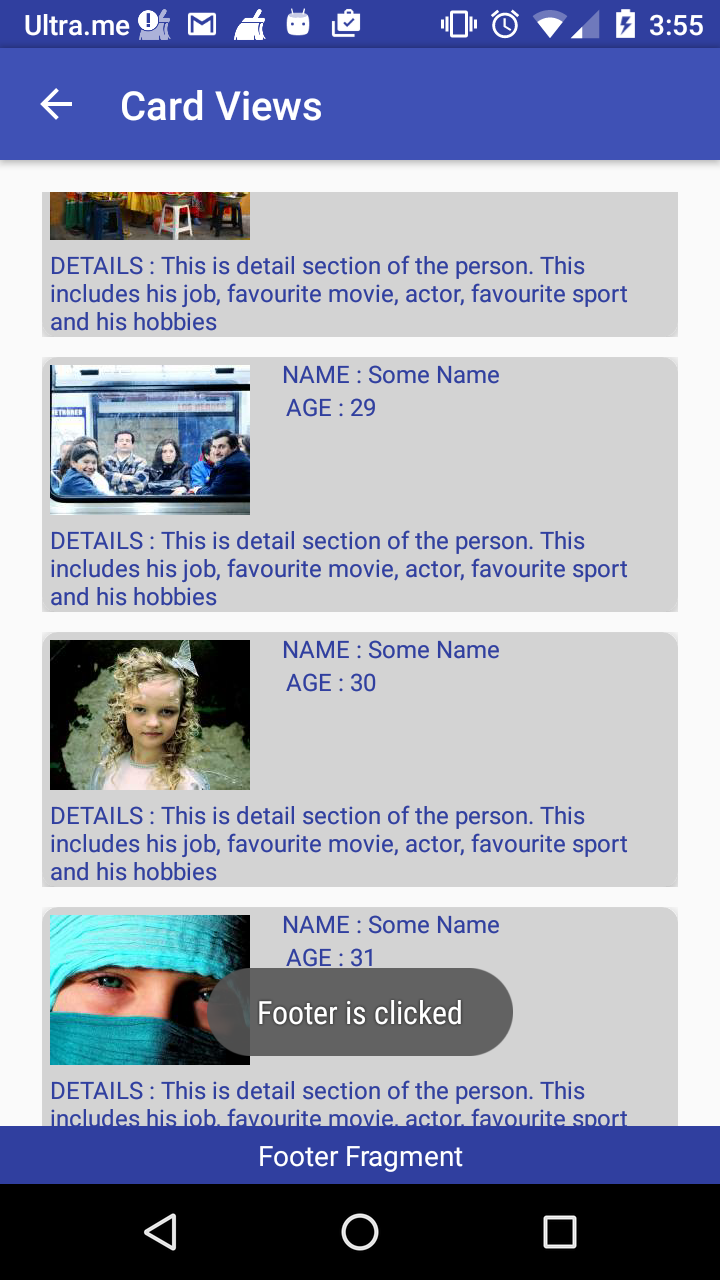 Ultra.me 3:55
Card Views
DETAILS : This is detail section of the person. This
includes his job, favourite movie, actor, favourite sport
and his hobbies
NAME : Some Name
AGE : 29
DETAILS : This is detail section of the person. This
includes his job, favourite movie, actor, favourite sport
and his hobbies
NAME : Some Name
AGE : 30
DETAILS : This is detail section of the person. This
includes his job, favourite movie, actor, favourite sport
and his hobbies
NAME : Some Name
AGE : 31
Footer is clicked
DETAILS : This is detail section of the person. This
includes his job, favourite movie, actor, favourite sport
Footer Fragment